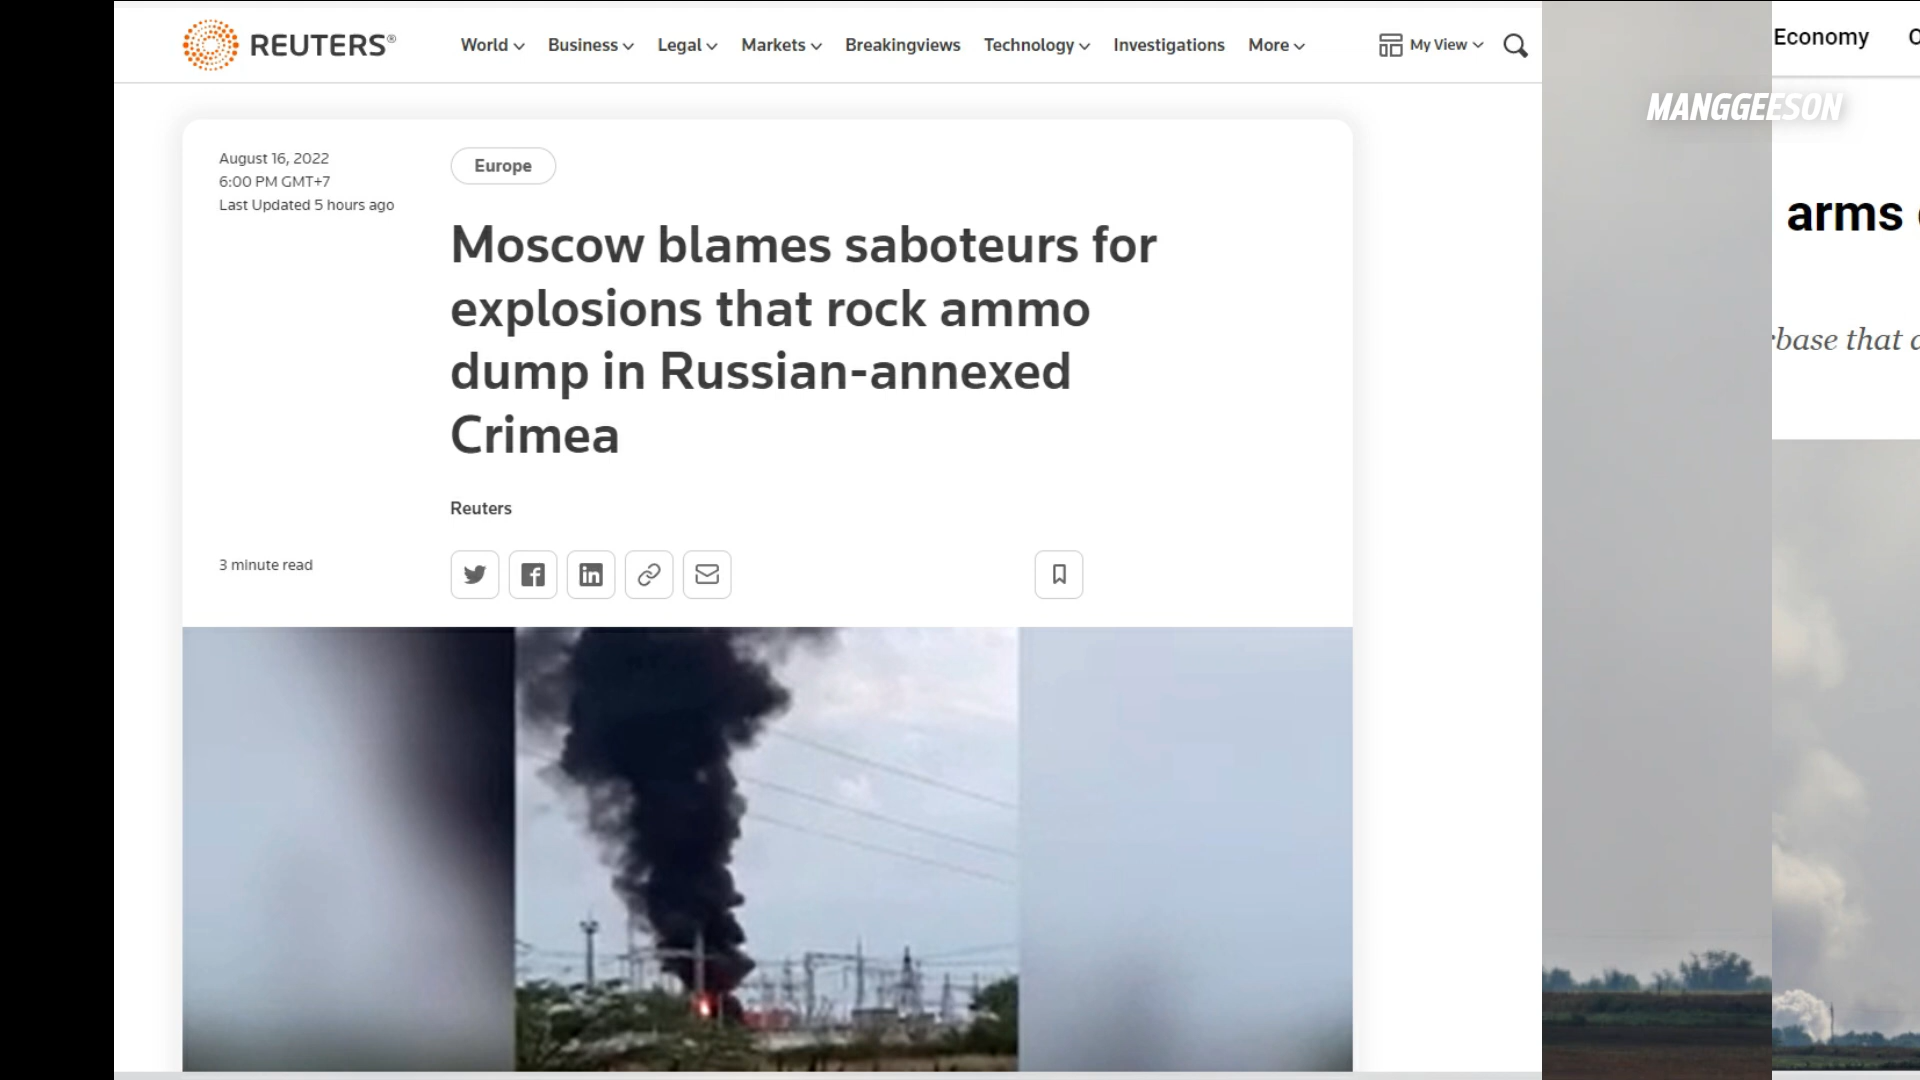 REUTERS®
World Business Legal Markets Breakingviews Technology Investigations More My View
Economy
MANGGEESON
August 16, 2022
6:00 PM GMT+7
Last Updated 5 hours ago
Europe
Moscow blames saboteurs for
explosions that rock ammo
dump in Russian-annexed
Crimea
Reuters
3 minute read
arms
base that